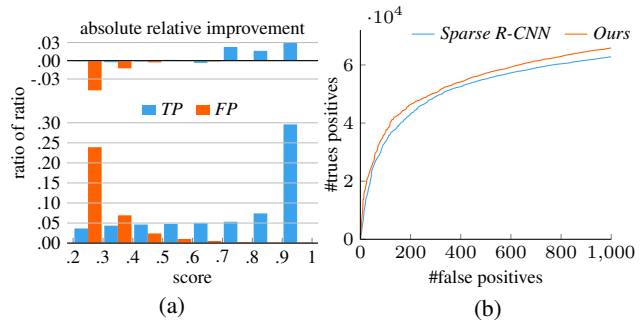 absolute relative improvement
.03
.00
-.03
TP FP
.30
.25
.20
.15
.10
.05
.00
ratio of ratio
.2 .3 .4 .5 .6 .7 .8 .9 1
score
(a)
·10⁴
Sparse R-CNN Ours
6
4
2
0
#trues positives
0 200 400 600 800 1,000
#false positives
(b)